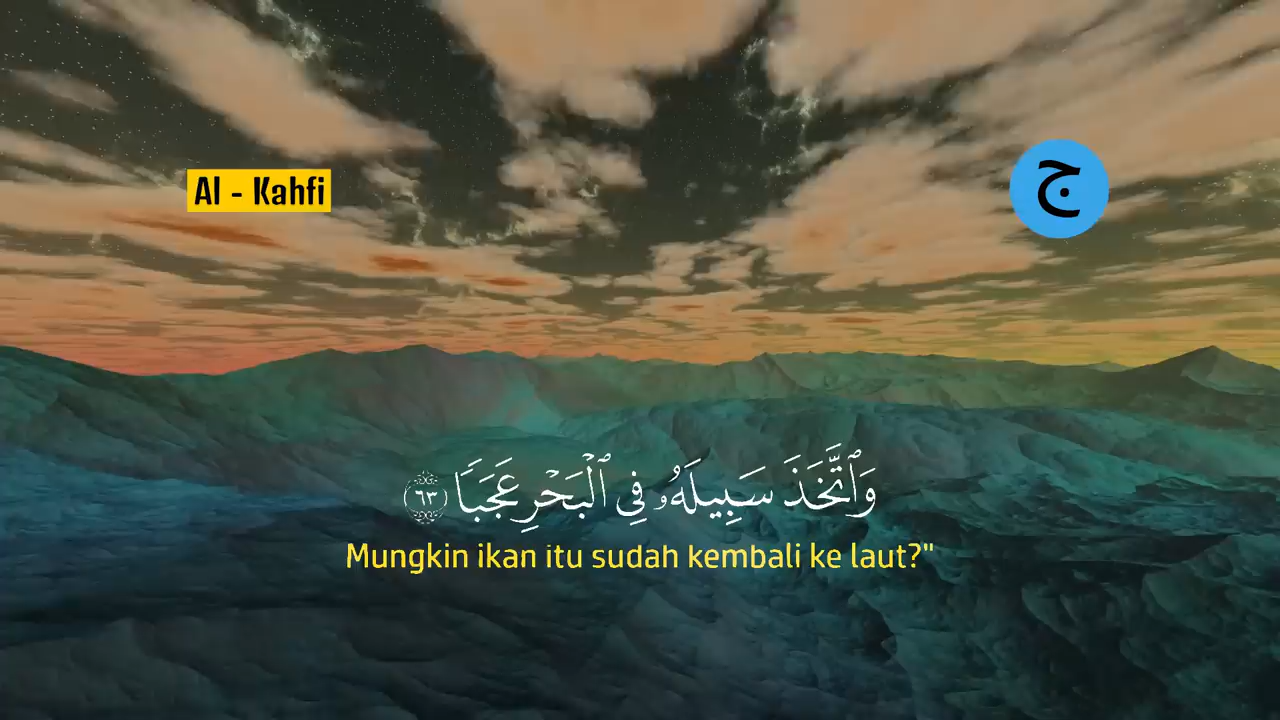 Al - Kahfi
ج
وَٱتَّخَذَ سَبِيلَهُۥ فِى ٱلْبَحْرِ عَجَبًا ٦٣
Mungkin ikan itu sudah kembali ke laut?"